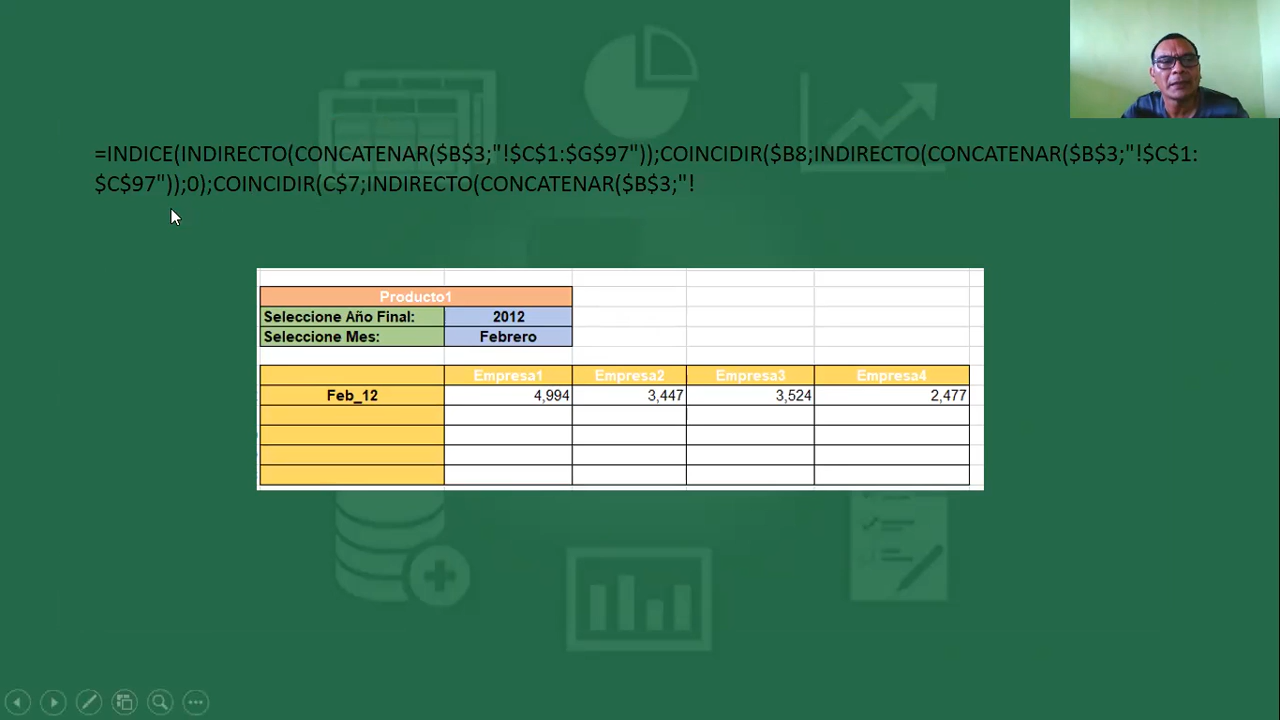 =INDICE(INDIRECTO(CONCATENAR($B$3;"!$C$1:$G$97"));COINCIDIR($B8;INDIRECTO(CONCATENAR($B$3;"!$C$1:
$C$97"));0);COINCIDIR(C$7;INDIRECTO(CONCATENAR($B$3;"!
Producto1
Seleccione Año Final: 2012
Seleccione Mes: Febrero
Empresa1 Empresa2 Empresa3 Empresa4
Feb_12 4,994 3,447 3,524 2,477